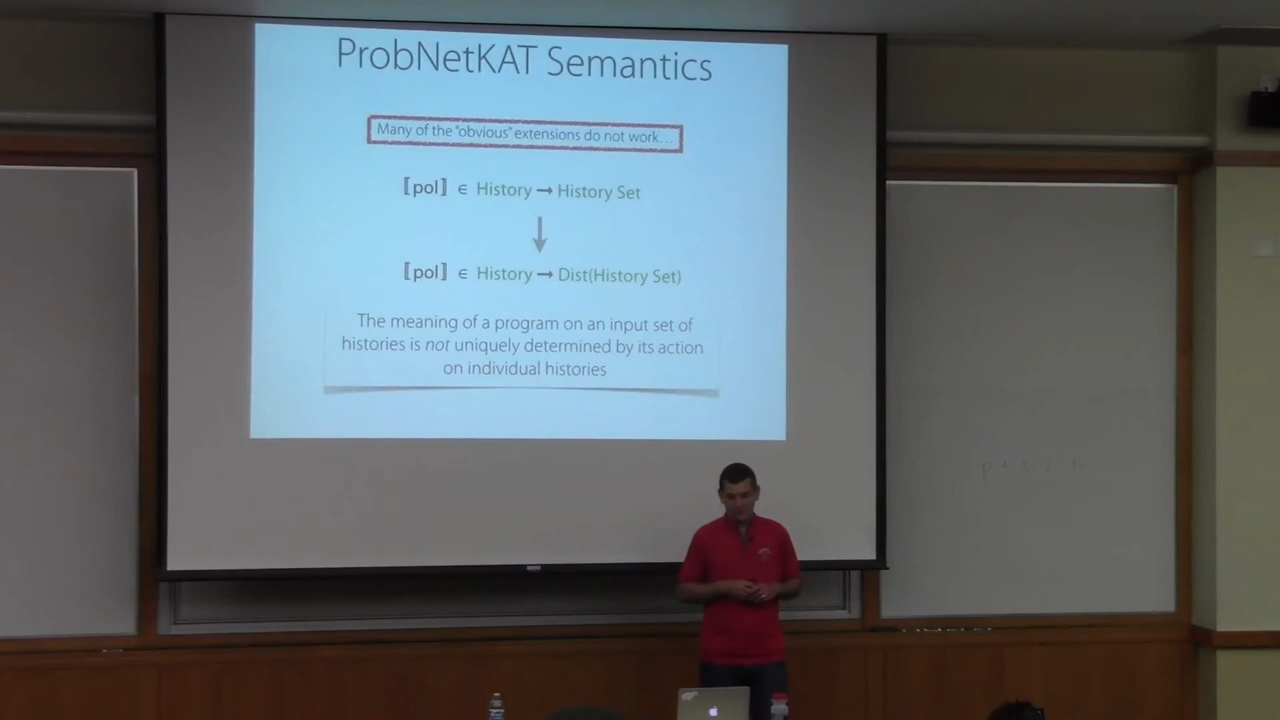 ProbNetKAT Semantics
Many of the "obvious" extensions do not work...
⟦pol⟧ ∈ History → History Set
⟦pol⟧ ∈ History → Dist(History Set)
The meaning of a program on an input set of
histories is not uniquely determined by its action
on individual histories